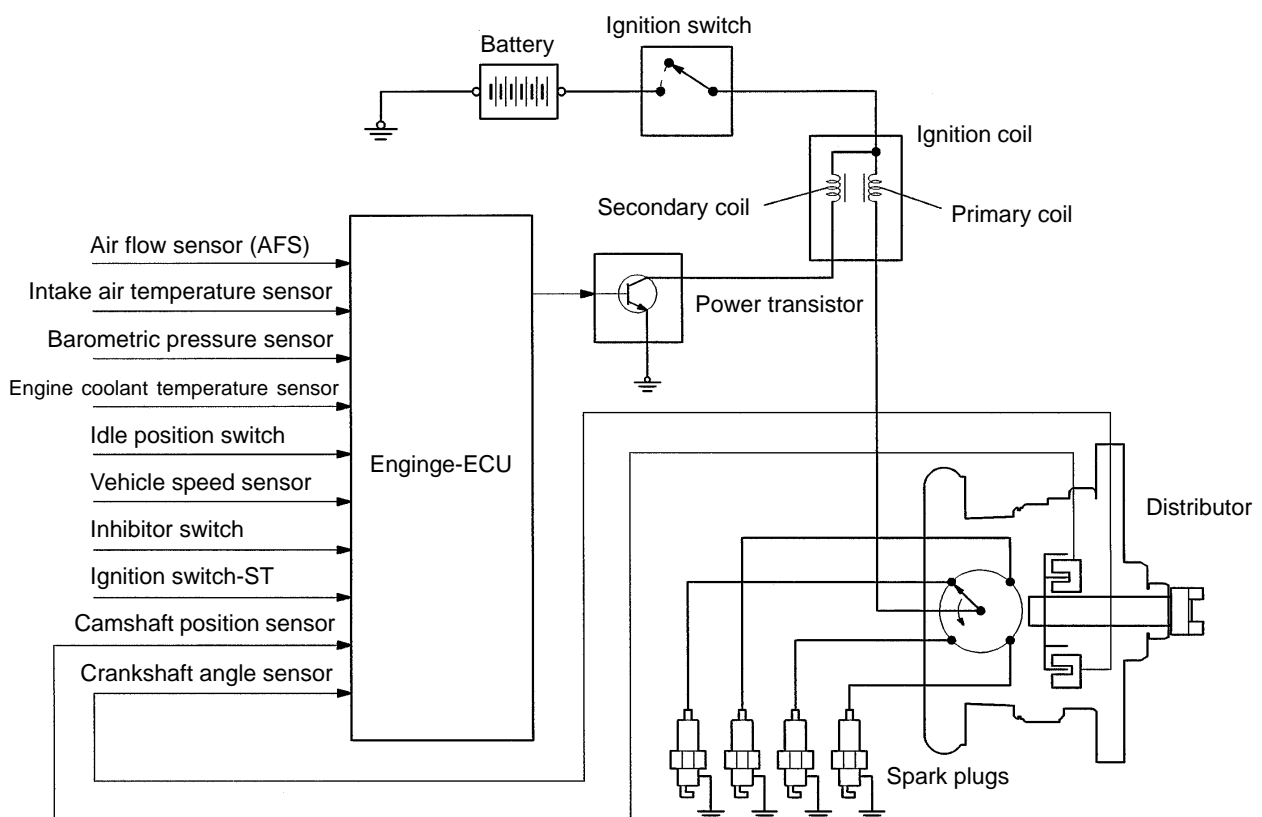 Ignition switch
Battery
Ignition coil
Secondary coil
Primary coil
Air flow sensor (AFS)
Intake air temperature sensor
Power transistor
Barometric pressure sensor
Engine coolant temperature sensor
Idle position switch
Enginge-ECU
Vehicle speed sensor
Distributor
Inhibitor switch
Ignition switch-ST
Camshaft position sensor
Crankshaft angle sensor
Spark plugs